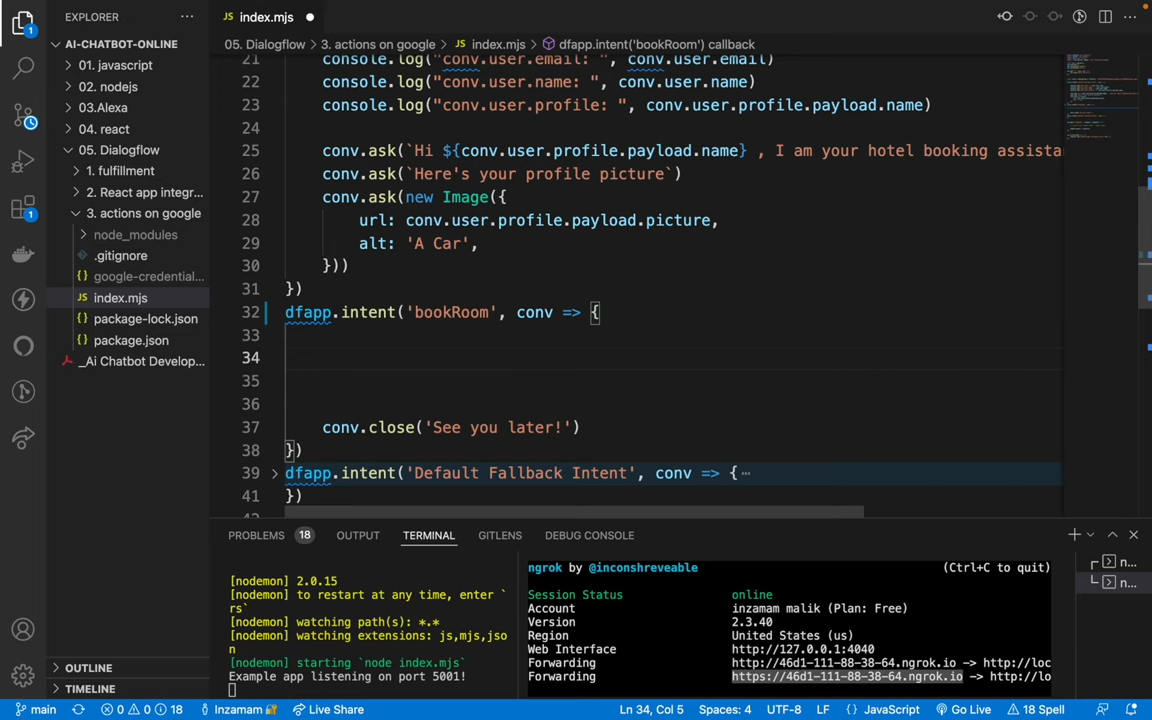 EXPLORER
index.mjs
AI-CHATBOT-ONLINE
01. javascript
02. nodejs
03.Alexa
04. react
05. Dialogflow
1. fulfillment
2. React app integr...
3. actions on google
node_modules
.gitignore
google-credential...
JS index.mjs
package-lock.json
package.json
_Ai Chatbot Develop...
OUTLINE
TIMELINE
JS index.mjs
05. Dialogflow > 3. actions on google > JS index.mjs > dfapp.intent('bookRoom') callback
21 console.log("conv.user.email: ", conv.user.email)
22 console.log("conv.user.name: ", conv.user.name)
23 console.log("conv.user.profile: ", conv.user.profile.payload.name)
24
25 conv.ask(`Hi ${conv.user.profile.payload.name} , I am your hotel booking assista
26 conv.ask(`Here's your profile picture`)
27 conv.ask(new Image({
28 url: conv.user.profile.payload.picture,
29 alt: 'A Car',
30 }))
31 })
32 dfapp.intent('bookRoom', conv => {
33
34
35
36
37 conv.close('See you later!')
38 })
39 dfapp.intent('Default Fallback Intent', conv => {...
41 })
PROBLEMS 18 OUTPUT TERMINAL GITLENS DEBUG CONSOLE
[nodemon] 2.0.15
[nodemon] to restart at any time, enter `
rs`
[nodemon] watching path(s): *.*
[nodemon] watching extensions: js,mjs,jso
n
[nodemon] starting `node index.mjs`
Example app listening on port 5001!
ngrok by @inconshreveable (Ctrl+C to quit)
Session Status online
Account inzamam malik (Plan: Free)
Version 2.3.40
Region United States (us)
Web Interface http://127.0.0.1:4040
Forwarding http://46d1-111-88-38-64.ngrok.io -> http://loc
Forwarding https://46d1-111-88-38-64.ngrok.io -> http://lo
n...
n...
main 0 0 18 Inzamam Live Share Ln 34, Col 5 Spaces: 4 UTF-8 LF {} JavaScript Go Live 18 Spell